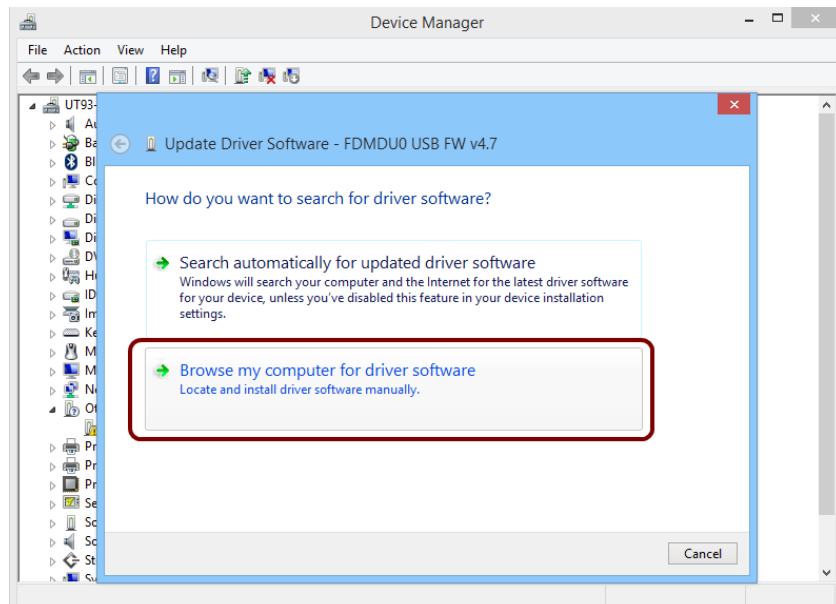 Device Manager
File Action View Help
UT93-
Update Driver Software - FDMDU0 USB FW v4.7
How do you want to search for driver software?
Search automatically for updated driver software
Windows will search your computer and the Internet for the latest driver software
for your device, unless you've disabled this feature in your device installation
settings.
Browse my computer for driver software
Locate and install driver software manually.
Cancel